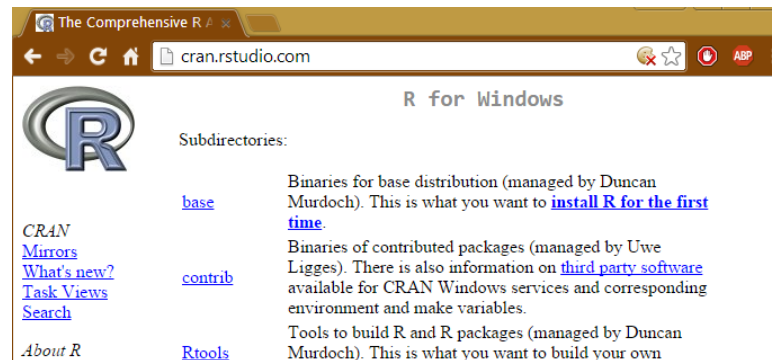 The Comprehensive R A
cran.rstudio.com
ABP
R
R for Windows
Subdirectories:
base
Binaries for base distribution (managed by Duncan
Murdoch). This is what you want to install R for the first
time.
CRAN
Mirrors
What's new?
Task Views
Search
contrib
Binaries of contributed packages (managed by Uwe
Ligges). There is also information on third party software
available for CRAN Windows services and corresponding
environment and make variables.
About R
Rtools
Tools to build R and R packages (managed by Duncan
Murdoch). This is what you want to build your own